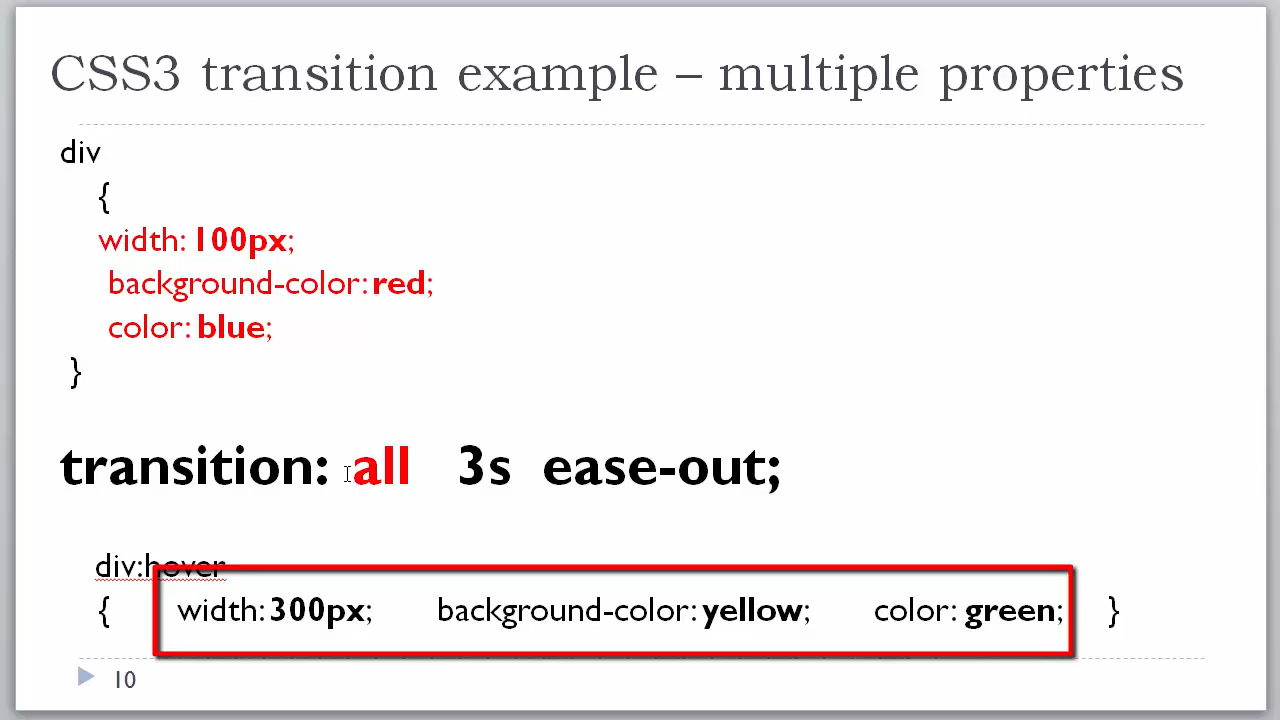 CSS3 transition example – multiple properties
div
{
width: 100px;
background-color: red;
color: blue;
}
transition: all 3s ease-out;
div:hover
{ width: 300px; background-color: yellow; color: green; }
10